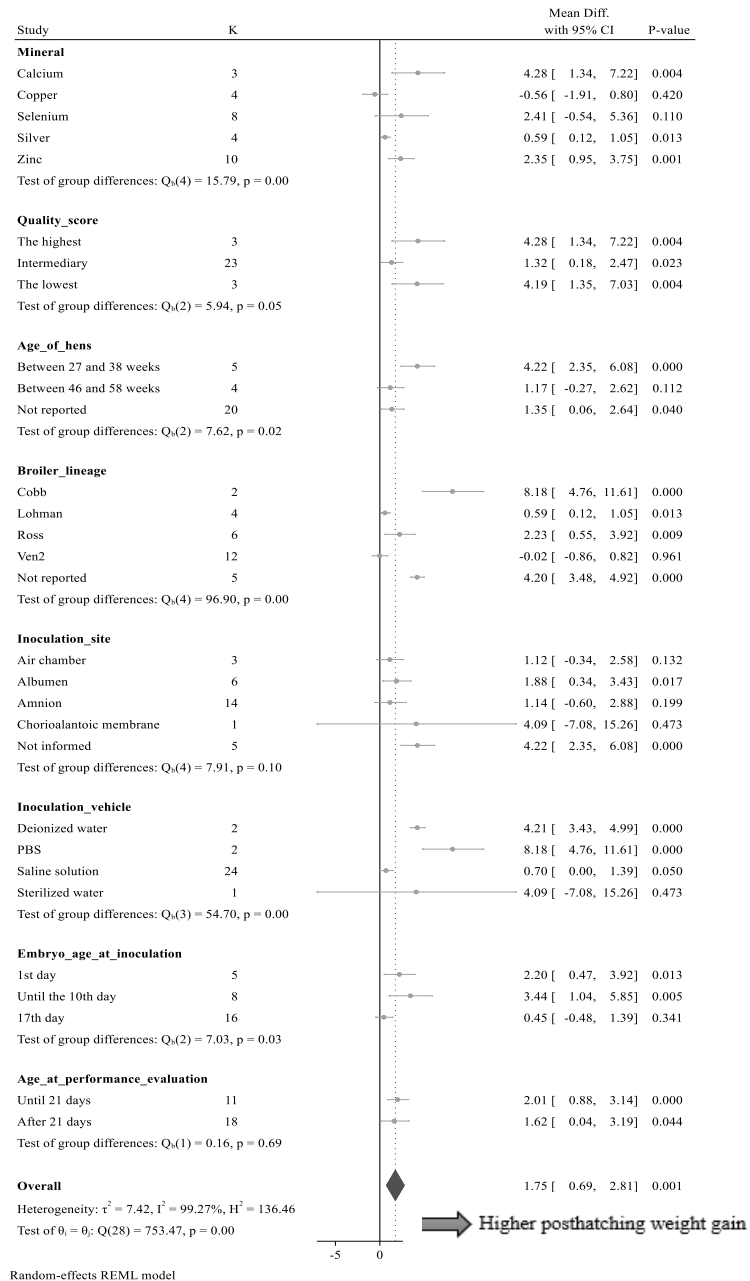 Mean Diff.
Study K with 95% CI P-value
Mineral
Calcium 3 4.28 [ 1.34, 7.22] 0.004
Copper 4 -0.56 [ -1.91, 0.80] 0.420
Selenium 8 2.41 [ -0.54, 5.36] 0.110
Silver 4 0.59 [ 0.12, 1.05] 0.013
Zinc 10 2.35 [ 0.95, 3.75] 0.001
Test of group differences: Q_b(4) = 15.79, p = 0.00
Quality_score
The highest 3 4.28 [ 1.34, 7.22] 0.004
Intermediary 23 1.32 [ 0.18, 2.47] 0.023
The lowest 3 4.19 [ 1.35, 7.03] 0.004
Test of group differences: Q_b(2) = 5.94, p = 0.05
Age_of_hens
Between 27 and 38 weeks 5 4.22 [ 2.35, 6.08] 0.000
Between 46 and 58 weeks 4 1.17 [ -0.27, 2.62] 0.112
Not reported 20 1.35 [ 0.06, 2.64] 0.040
Test of group differences: Q_b(2) = 7.62, p = 0.02
Broiler_lineage
Cobb 2 8.18 [ 4.76, 11.61] 0.000
Lohman 4 0.59 [ 0.12, 1.05] 0.013
Ross 6 2.23 [ 0.55, 3.92] 0.009
Ven2 12 -0.02 [ -0.86, 0.82] 0.961
Not reported 5 4.20 [ 3.48, 4.92] 0.000
Test of group differences: Q_b(4) = 96.90, p = 0.00
Inoculation_site
Air chamber 3 1.12 [ -0.34, 2.58] 0.132
Albumen 6 1.88 [ 0.34, 3.43] 0.017
Amnion 14 1.14 [ -0.60, 2.88] 0.199
Chorioalantoic membrane 1 4.09 [ -7.08, 15.26] 0.473
Not informed 5 4.22 [ 2.35, 6.08] 0.000
Test of group differences: Q_b(4) = 7.91, p = 0.10
Inoculation_vehicle
Deionized water 2 4.21 [ 3.43, 4.99] 0.000
PBS 2 8.18 [ 4.76, 11.61] 0.000
Saline solution 24 0.70 [ 0.00, 1.39] 0.050
Sterilized water 1 4.09 [ -7.08, 15.26] 0.473
Test of group differences: Q_b(3) = 54.70, p = 0.00
Embryo_age_at_inoculation
1st day 5 2.20 [ 0.47, 3.92] 0.013
Until the 10th day 8 3.44 [ 1.04, 5.85] 0.005
17th day 16 0.45 [ -0.48, 1.39] 0.341
Test of group differences: Q_b(2) = 7.03, p = 0.03
Age_at_performance_evaluation
Until 21 days 11 2.01 [ 0.88, 3.14] 0.000
After 21 days 18 1.62 [ 0.04, 3.19] 0.044
Test of group differences: Q_b(1) = 0.16, p = 0.69
Overall 1.75 [ 0.69, 2.81] 0.001
Heterogeneity: τ² = 7.42, I² = 99.27%, H² = 136.46
Test of θᵢ = θⱼ: Q(28) = 753.47, p = 0.00
Higher posthatching weight gain
-5 0
Random-effects REML model